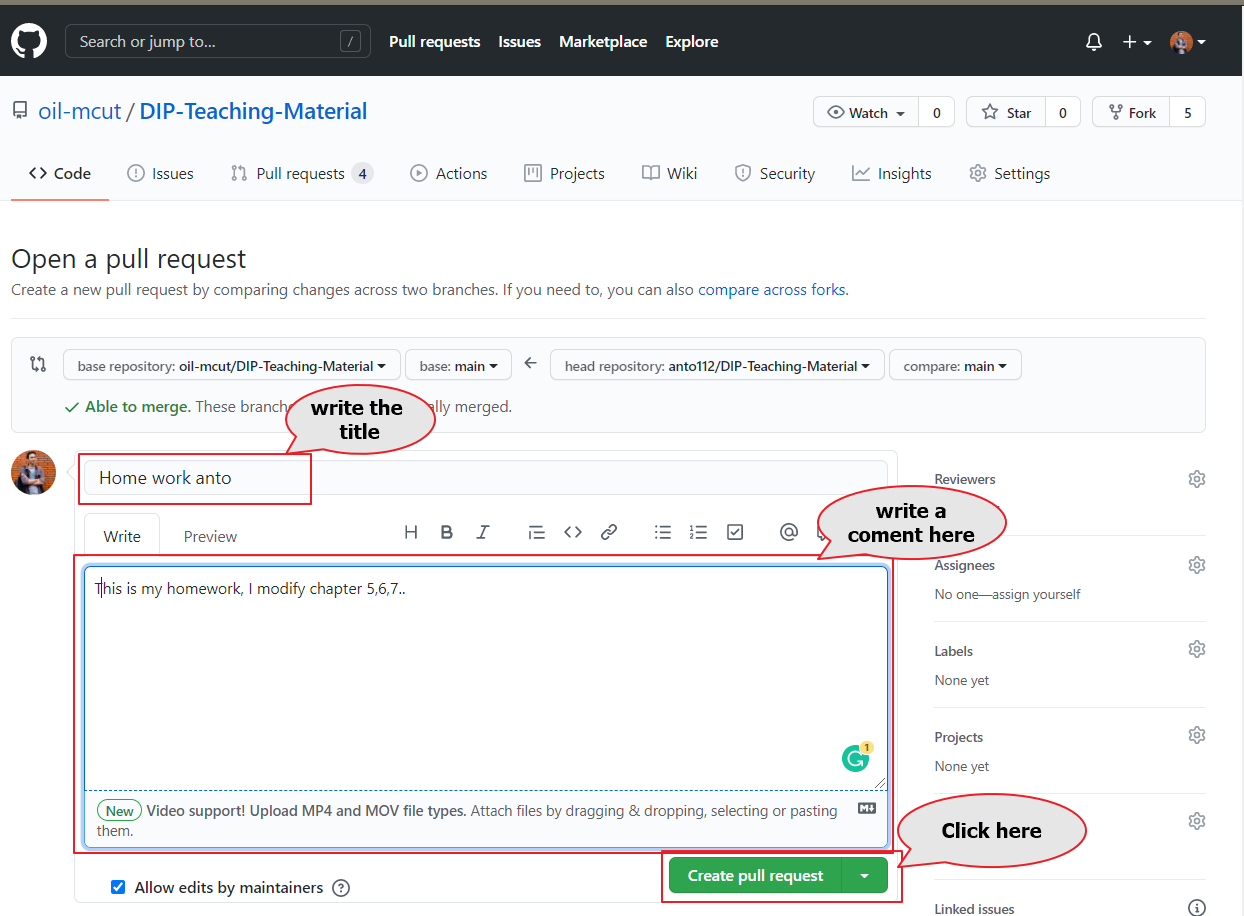 Search or jump to... / Pull requests Issues Marketplace Explore
oil-mcut / DIP-Teaching-Material Watch 0 Star 0 Fork 5
Code Issues Pull requests 4 Actions Projects Wiki Security Insights Settings
Open a pull request
Create a new pull request by comparing changes across two branches. If you need to, you can also compare across forks.
base repository: oil-mcut/DIP-Teaching-Material base: main ← head repository: anto112/DIP-Teaching-Material compare: main
Able to merge. These merged.
write the
title
Home work anto
Reviewers
write a
coment here
Write Preview
This is my homework, I modify chapter 5,6,7..
Assignees
No one—assign yourself
Labels
None yet
Projects
None yet
1
New Video support! Upload MP4 and MOV file types. Attach files by dragging & dropping, selecting or pasting
them.
Click here
Create pull request
Allow edits by maintainers
Linked issues